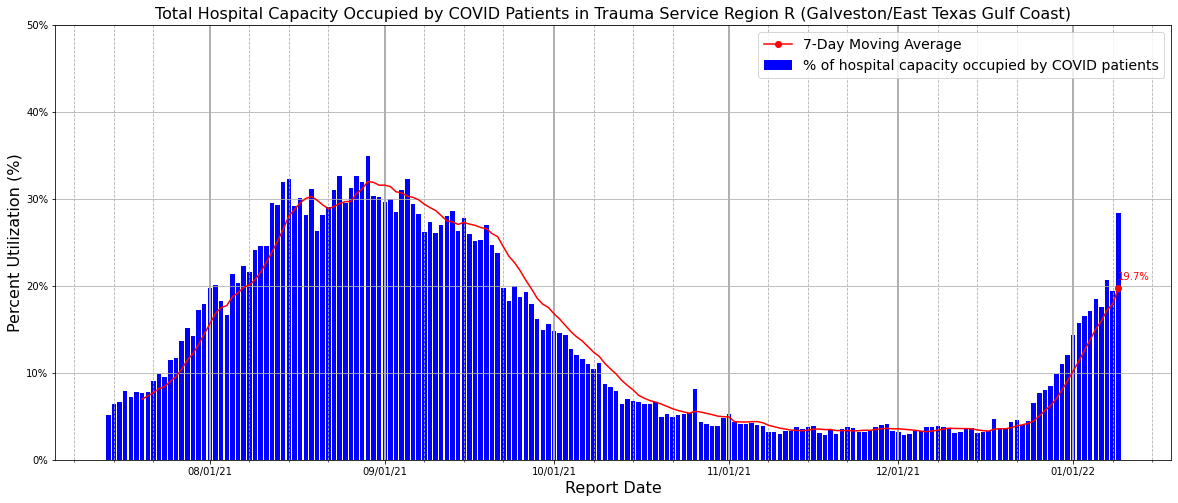 Total Hospital Capacity Occupied by COVID Patients in Trauma Service Region R (Galveston/East Texas Gulf Coast)
7-Day Moving Average
% of hospital capacity occupied by COVID patients
Percent Utilization (%)
50%
40%
30%
20%
10%
0%
19.7%
08/01/21
09/01/21
10/01/21
11/01/21
12/01/21
01/01/22
Report Date